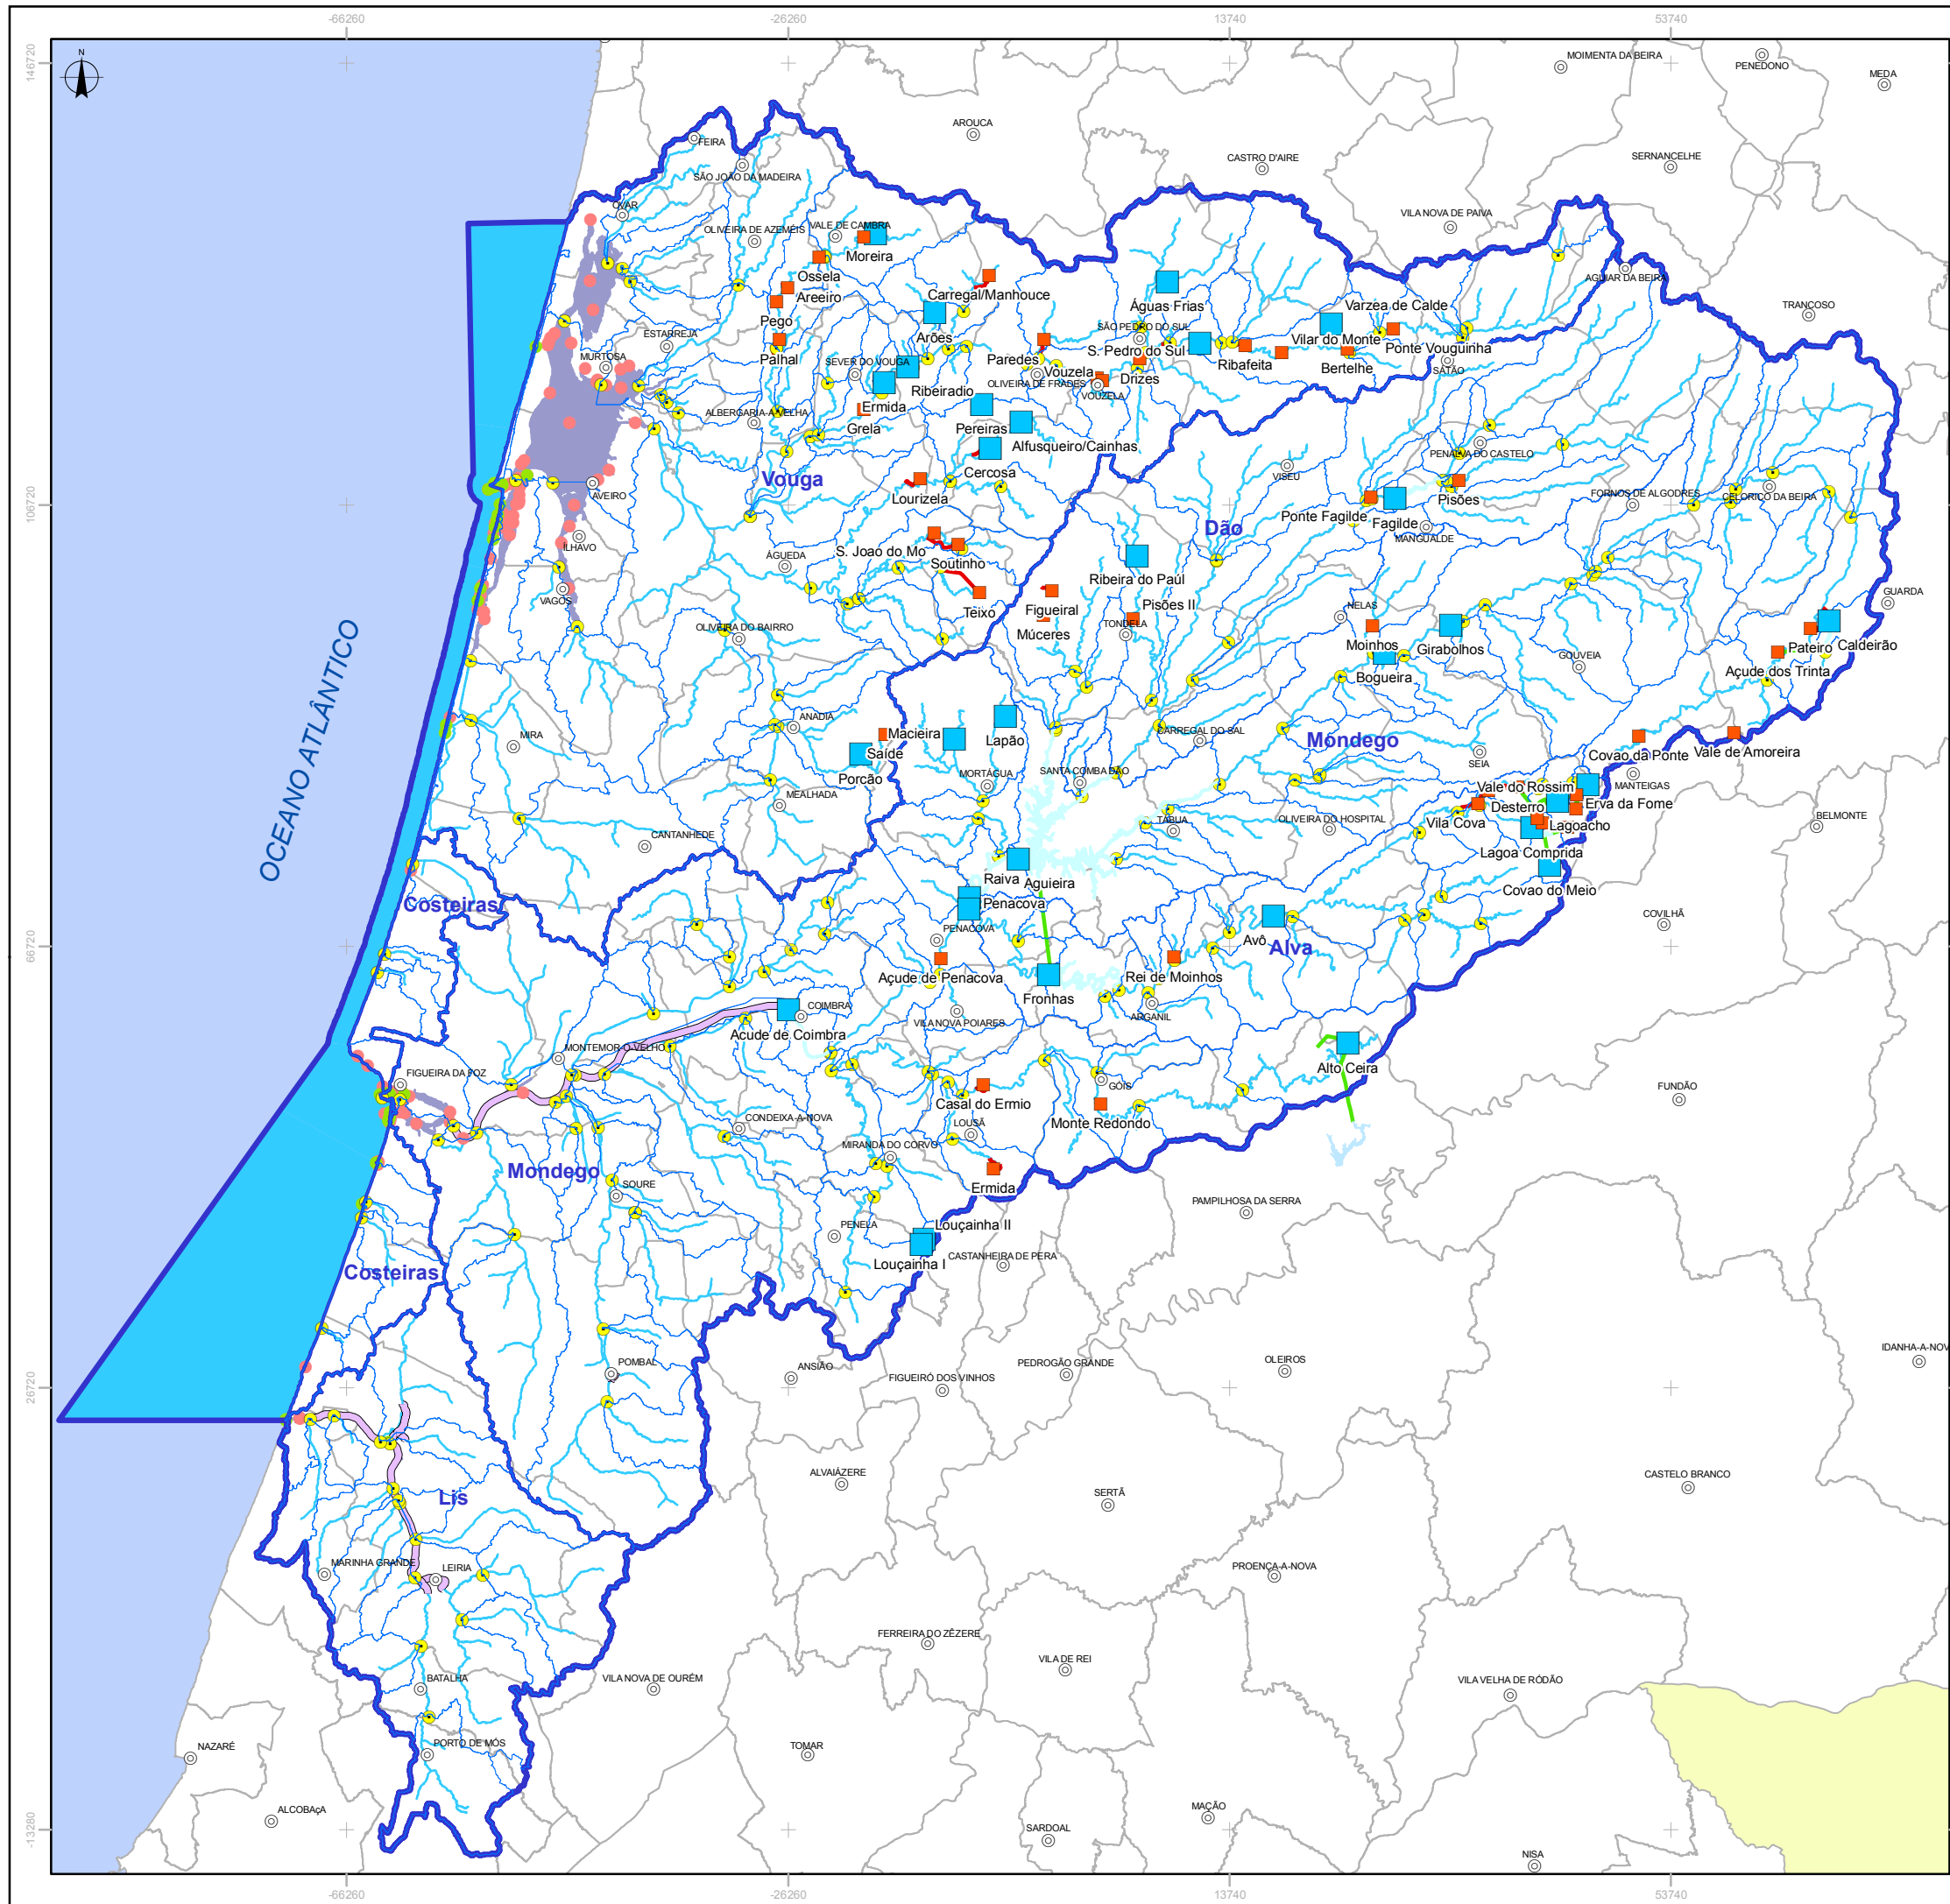 -66260
-26260
13740
53740
146720
N
MOIMENTA DA BEIRA
PENEDONO
MEDA
AROUCA
FEIRA
CASTRO D'AIRE
SERNANCELHE
SÃO JOÃO DA MADEIRA
OVAR
VILA NOVA DE PAIVA
OLIVEIRA DE AZEMÉIS
VALE DE CAMBRA
Moreira
AGUIAR DA BEIRA
Ossela
Areeiro
Carregal/Manhouce
Águas Frias
Varzea de Calde
TRANCOSO
Pego
ESTARREJA
Arões
SÃO PEDRO DO SUL
Vilar do Monte
Ponte Vouguinha
MURTOSA
Palhal
SEVER DO VOUGA
Paredes
S. Pedro do Sul
Ribafeita
Bertelhe
SÁTÃO
Vouzela
Drizes
Ribeiradio
OLIVEIRA DE FRADES
VOUZELA
Ermida
ALBERGARIA-A-VELHA
Grela
Pereiras
Alfusqueiro/Cainhas
PENALVA DO CASTELO
Cercosa
VISEU
Vouga
AVEIRO
Lourizela
Pisões
FORNOS DE ALGODRES
CELORICO DA BEIRA
106720
Ponte Fagilde
Fagilde
Dão
MANGUALDE
ÍLHAVO
S. Joao do Mo
Soutinho
ÁGUEDA
Ribeira do Paúl
VAGOS
Teixo
Figueiral
Pisões II
NELAS
GUARDA
OLIVEIRA DO BAIRRO
Múceres
TONDELA
Moinhos
Girabolhos
GOUVEIA
Pateiro
Caldeirão
OCEANO ATLÂNTICO
Bogueira
Açude dos Trinta
ANADIA
Macieira
Lapão
CARREGAL DO SAL
Mondego
MIRA
Saíde
Porcão
SEIA
Covao da Ponte
Vale de Amoreira
MORTÁGUA
SANTA COMBA DÃO
MANTEIGAS
Vale do Rossim
MEALHADA
Desterro
Erva da Fome
BELMONTE
CANTANHEDE
TÁBUA
OLIVEIRA DO HOSPITAL
Vila Cova
Lagoacho
Lagoa Comprida
Raiva
Aguieira
Covao do Meio
Costeiras
Penacova
COVILHÃ
66720
PENACOVA
Avô
Alva
Açude de Penacova
Rei de Moinhos
Fronhas
COIMBRA
VILA NOVA POIARES
ARGANIL
Acude de Coimbra
MONTEMOR-O-VELHO
Alto Ceira
FIGUEIRA DA FOZ
GÓIS
FUNDÃO
Casal do Ermio
CONDEIXA-A-NOVA
LOUSÃ
Monte Redondo
MIRANDA DO CORVO
Mondego
Ermida
SOURE
PAMPILHOSA DA SERRA
PENELA
Louçainha II
CASTANHEIRA DE PERA
Louçainha I
Costeiras
IDANHA-A-NOV
POMBAL
ANSIÃO
FIGUEIRÓ DOS VINHOS
PEDROGÃO GRANDE
OLEIROS
26720
ALVAIÁZERE
CASTELO BRANCO
Lis
SERTÃ
MARINHA GRANDE
LEIRIA
PROENÇA-A-NOVA
FERREIRA DO ZÊZERE
VILA DE REI
BATALHA
VILA NOVA DE OURÉM
VILA VELHA DE RÓDÃO
NAZARÉ
PORTO DE MÓS
TOMAR
ALCOBAçA
MAÇÃO
SARDOAL
-13280
NISA
-66260
-26260
13740
53740